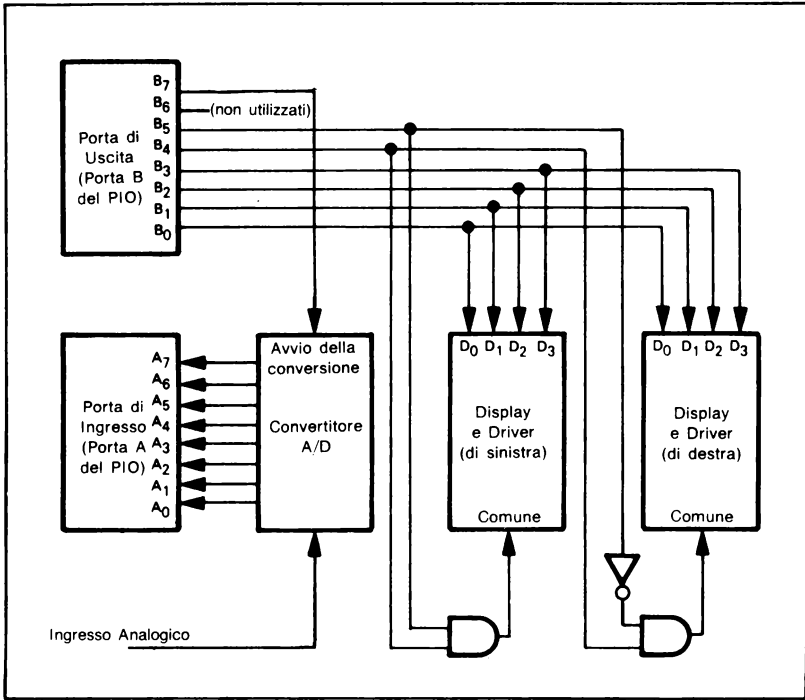 Porta di
Uscita
(Porta B
del PIO)
B7
B6
B5
B4
B3
B2
B1
B0
(non utilizzati)
Porta di
Ingresso
(Porta A
del PIO)
A7
A6
A5
A4
A3
A2
A1
A0
Avvio della
conversione
Convertitore
A/D
D0 D1 D2 D3
Display
e Driver
(di sinistra)
Comune
D0 D1 D2 D3
Display
e Driver
(di destra)
Comune
Ingresso Analogico